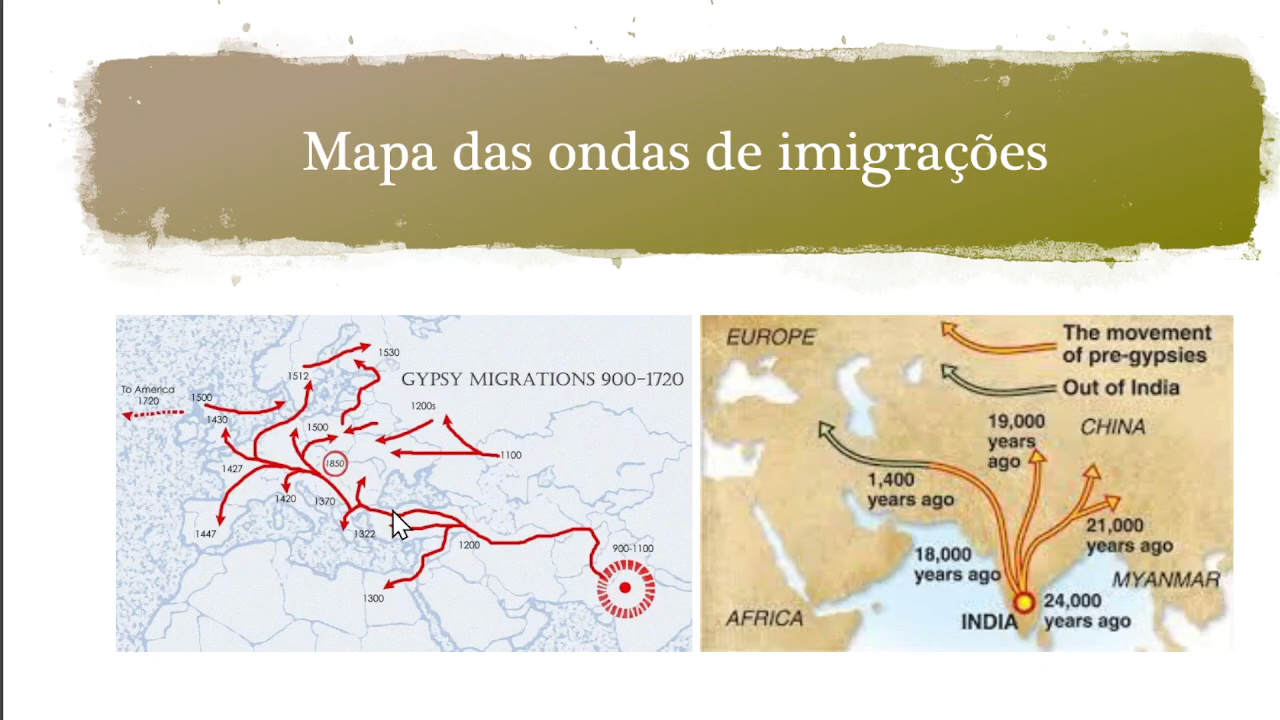 Mapa das ondas de imigrações
GYPSY MIGRATIONS 900-1720
To America
1720
1500
1430
1427
1447
1512
1530
1500
1850
1420
1370
1322
1200s
1100
1200
1300
900-1100
EUROPE
The movement
of pre-gypsies
Out of India
19,000
years
ago
CHINA
1,400
years ago
21,000
years ago
18,000
years ago
MYANMAR
AFRICA
INDIA
24,000
years ago